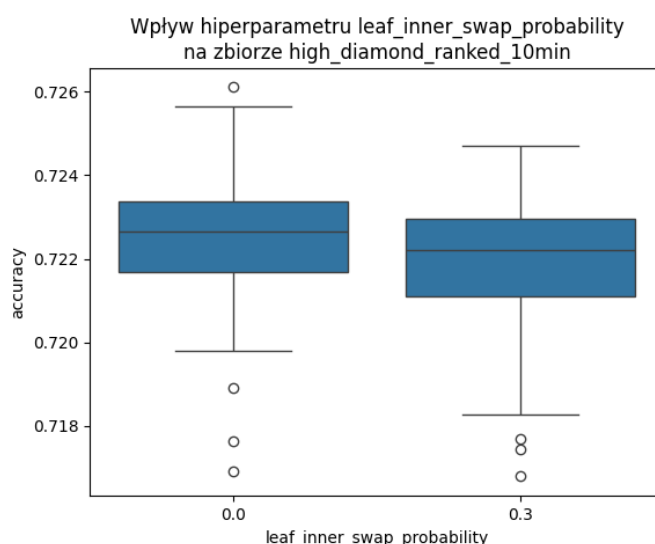 Wpływ hiperparametru leaf_inner_swap_probability
na zbiorze high_diamond_ranked_10min
0.726
0.724
0.722
0.720
0.718
accuracy
0.0
0.3
leaf_inner_swap_probability